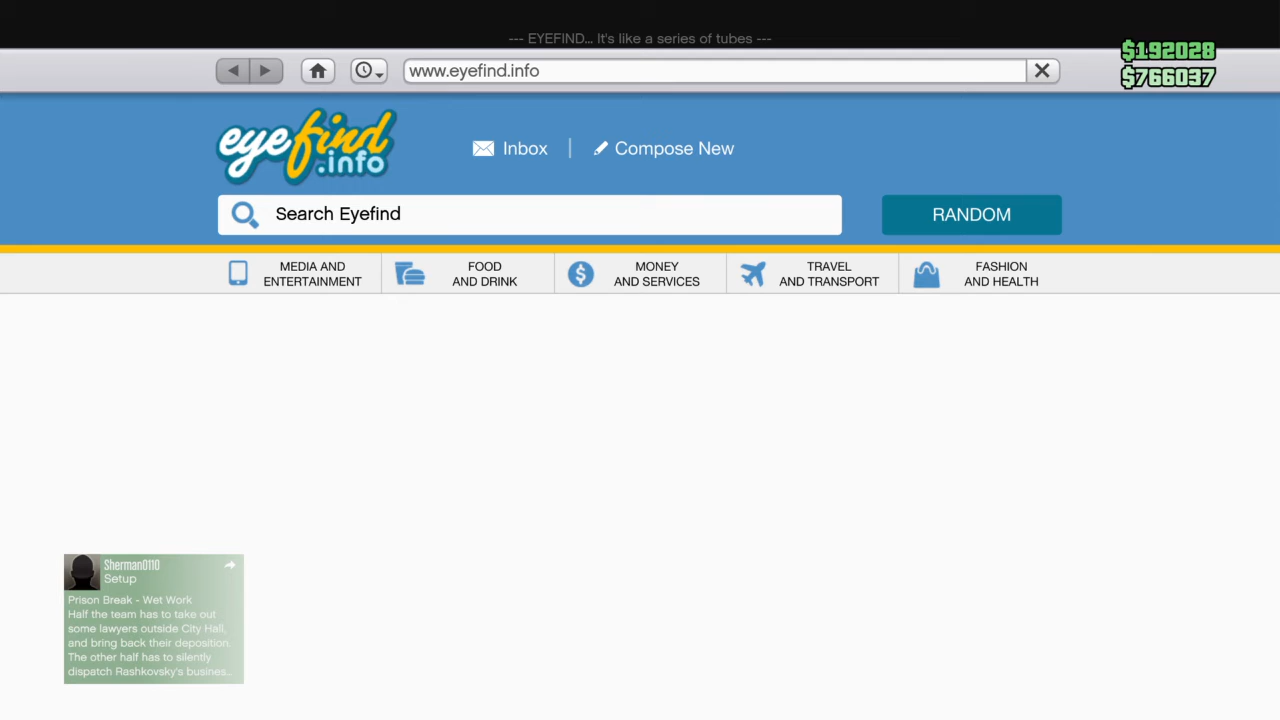 --- EYEFIND... It's like a series of tubes ---
$192028
www.eyefind.info
$766037
eyefind
.info
Inbox
Compose New
Search Eyefind
RANDOM
MEDIA AND
ENTERTAINMENT
FOOD
AND DRINK
MONEY
AND SERVICES
TRAVEL
AND TRANSPORT
FASHION
AND HEALTH
Sherman0110
Setup
Prison Break - Wet Work
Half the team has to take out
some lawyers outside City Hall,
and bring back their deposition.
The other half has to silently
dispatch Rashkovsky's busines...